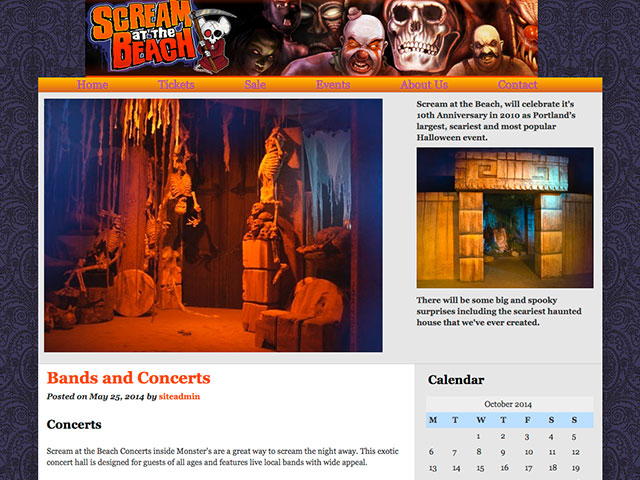 SCREAM
AT THE
BEACH
Home Tickets Sale Events About Us Contact
Scream at the Beach, will celebrate it's
10th Anniversary in 2010 as Portland's
largest, scariest and most popular
Halloween event.
There will be some big and spooky
surprises including the scariest haunted
house that we've ever created.
Bands and Concerts
Posted on May 25, 2014 by siteadmin
Concerts
Scream at the Beach Concerts inside Monster's are a great way to scream the night away. This exotic
concert hall is designed for guests of all ages and features live local bands with wide appeal.
Calendar
October 2014
M T W T F S S
1 2 3 4 5
6 7 8 9 10 11 12
13 14 15 16 17 18 19